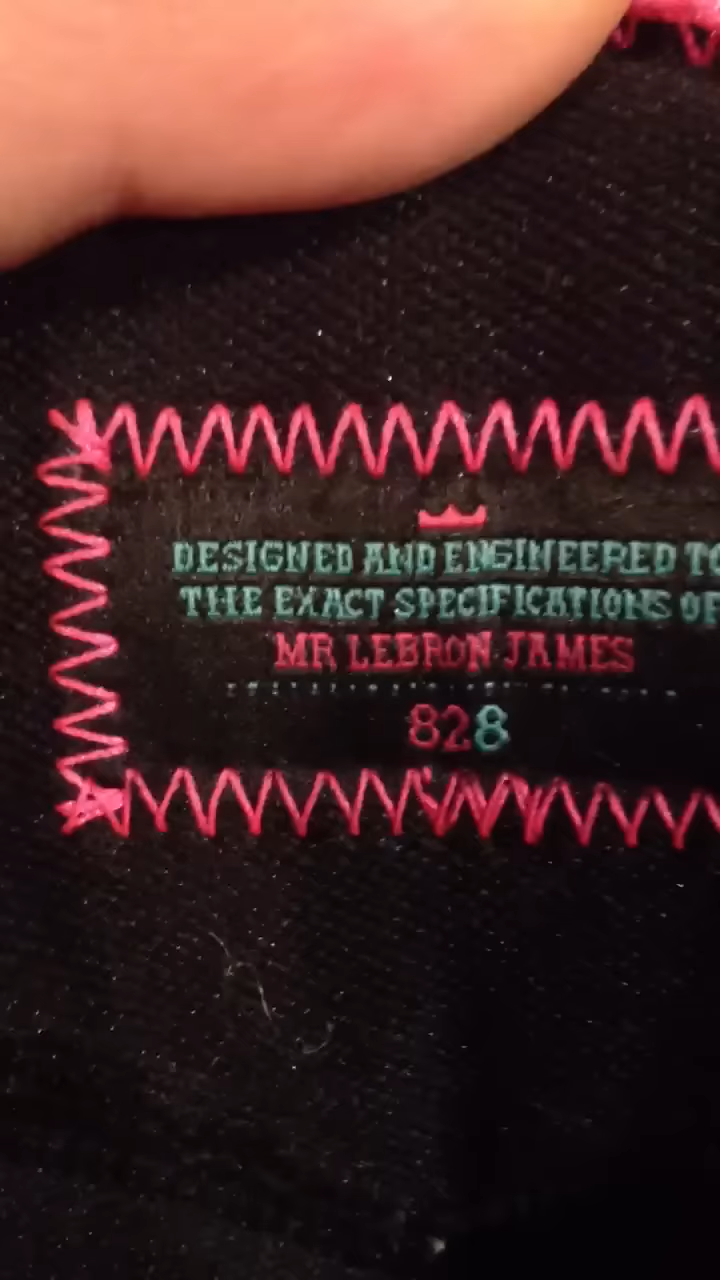 DESIGNED AND ENGINEERED TO
THE EXACT SPECIFICATIONS OF
MR LEBRON JAMES
828